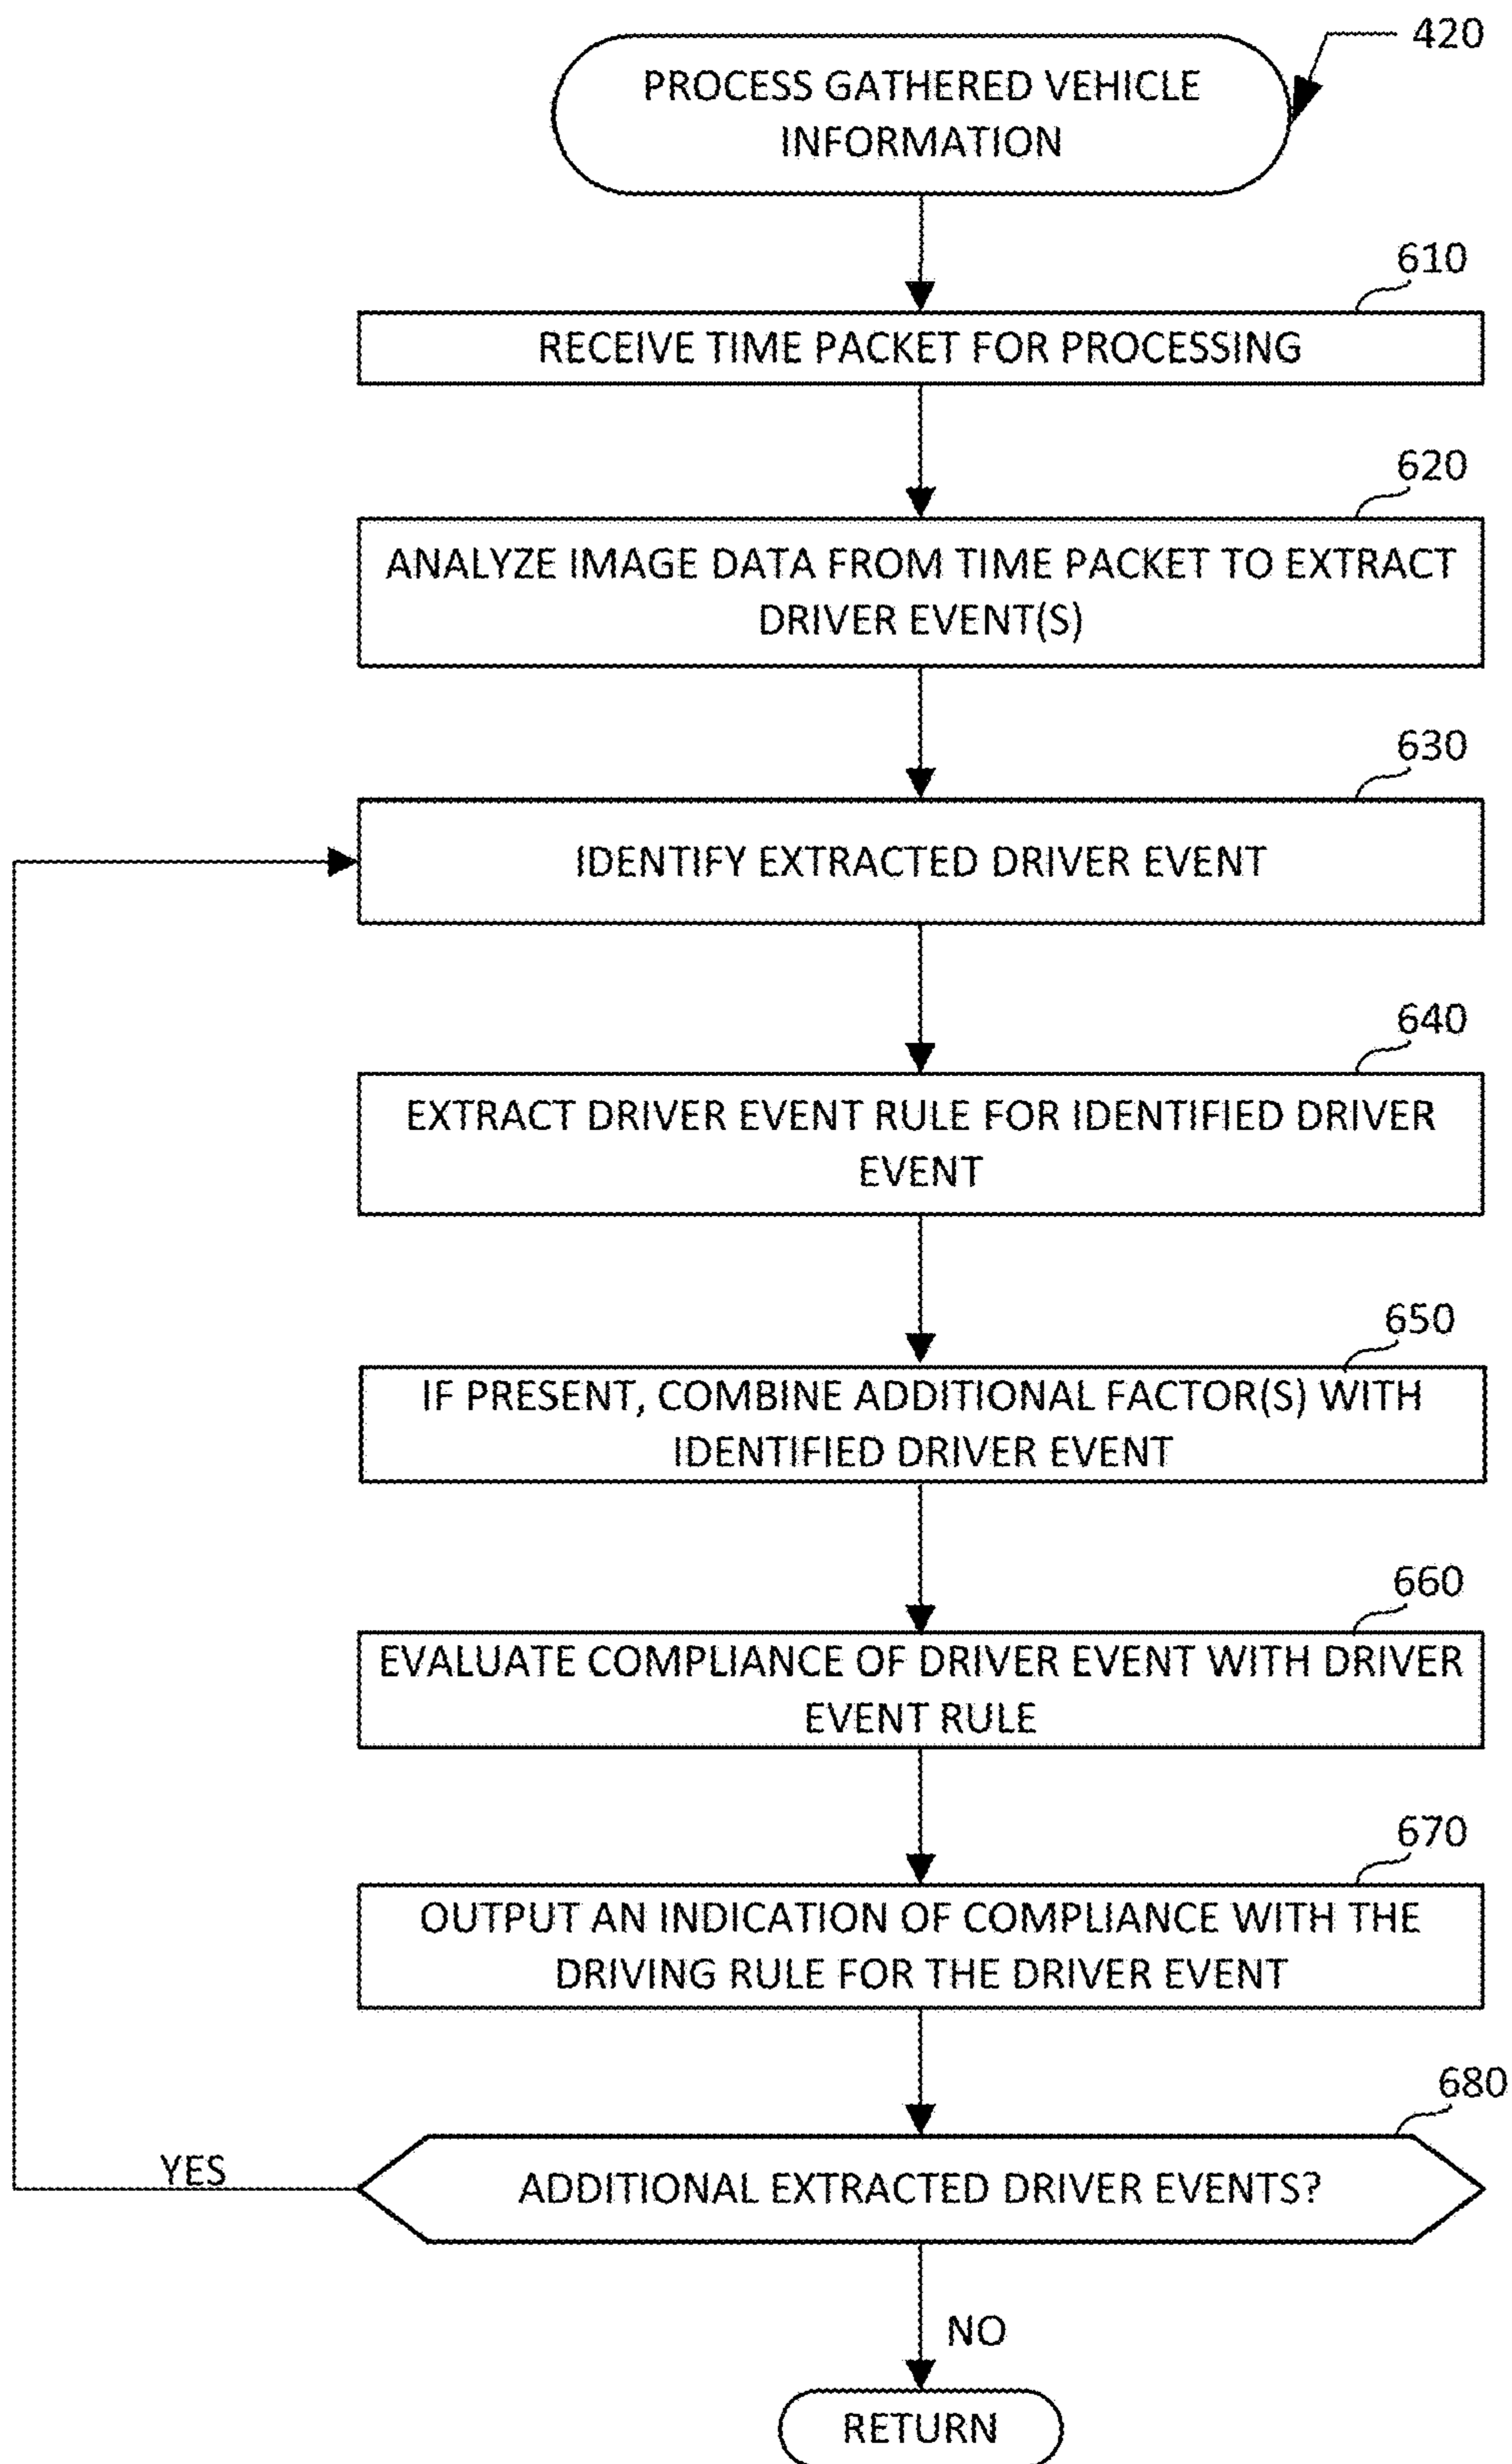 420
PROCESS GATHERED VEHICLE
INFORMATION
610
RECEIVE TIME PACKET FOR PROCESSING
620
ANALYZE IMAGE DATA FROM TIME PACKET TO EXTRACT
DRIVER EVENT(S)
630
IDENTIFY EXTRACTED DRIVER EVENT
640
EXTRACT DRIVER EVENT RULE FOR IDENTIFIED DRIVER
EVENT
650
IF PRESENT, COMBINE ADDITIONAL FACTOR(S) WITH
IDENTIFIED DRIVER EVENT
660
EVALUATE COMPLIANCE OF DRIVER EVENT WITH DRIVER
EVENT RULE
670
OUTPUT AN INDICATION OF COMPLIANCE WITH THE
DRIVING RULE FOR THE DRIVER EVENT
680
YES
ADDITIONAL EXTRACTED DRIVER EVENTS?
NO
RETURN